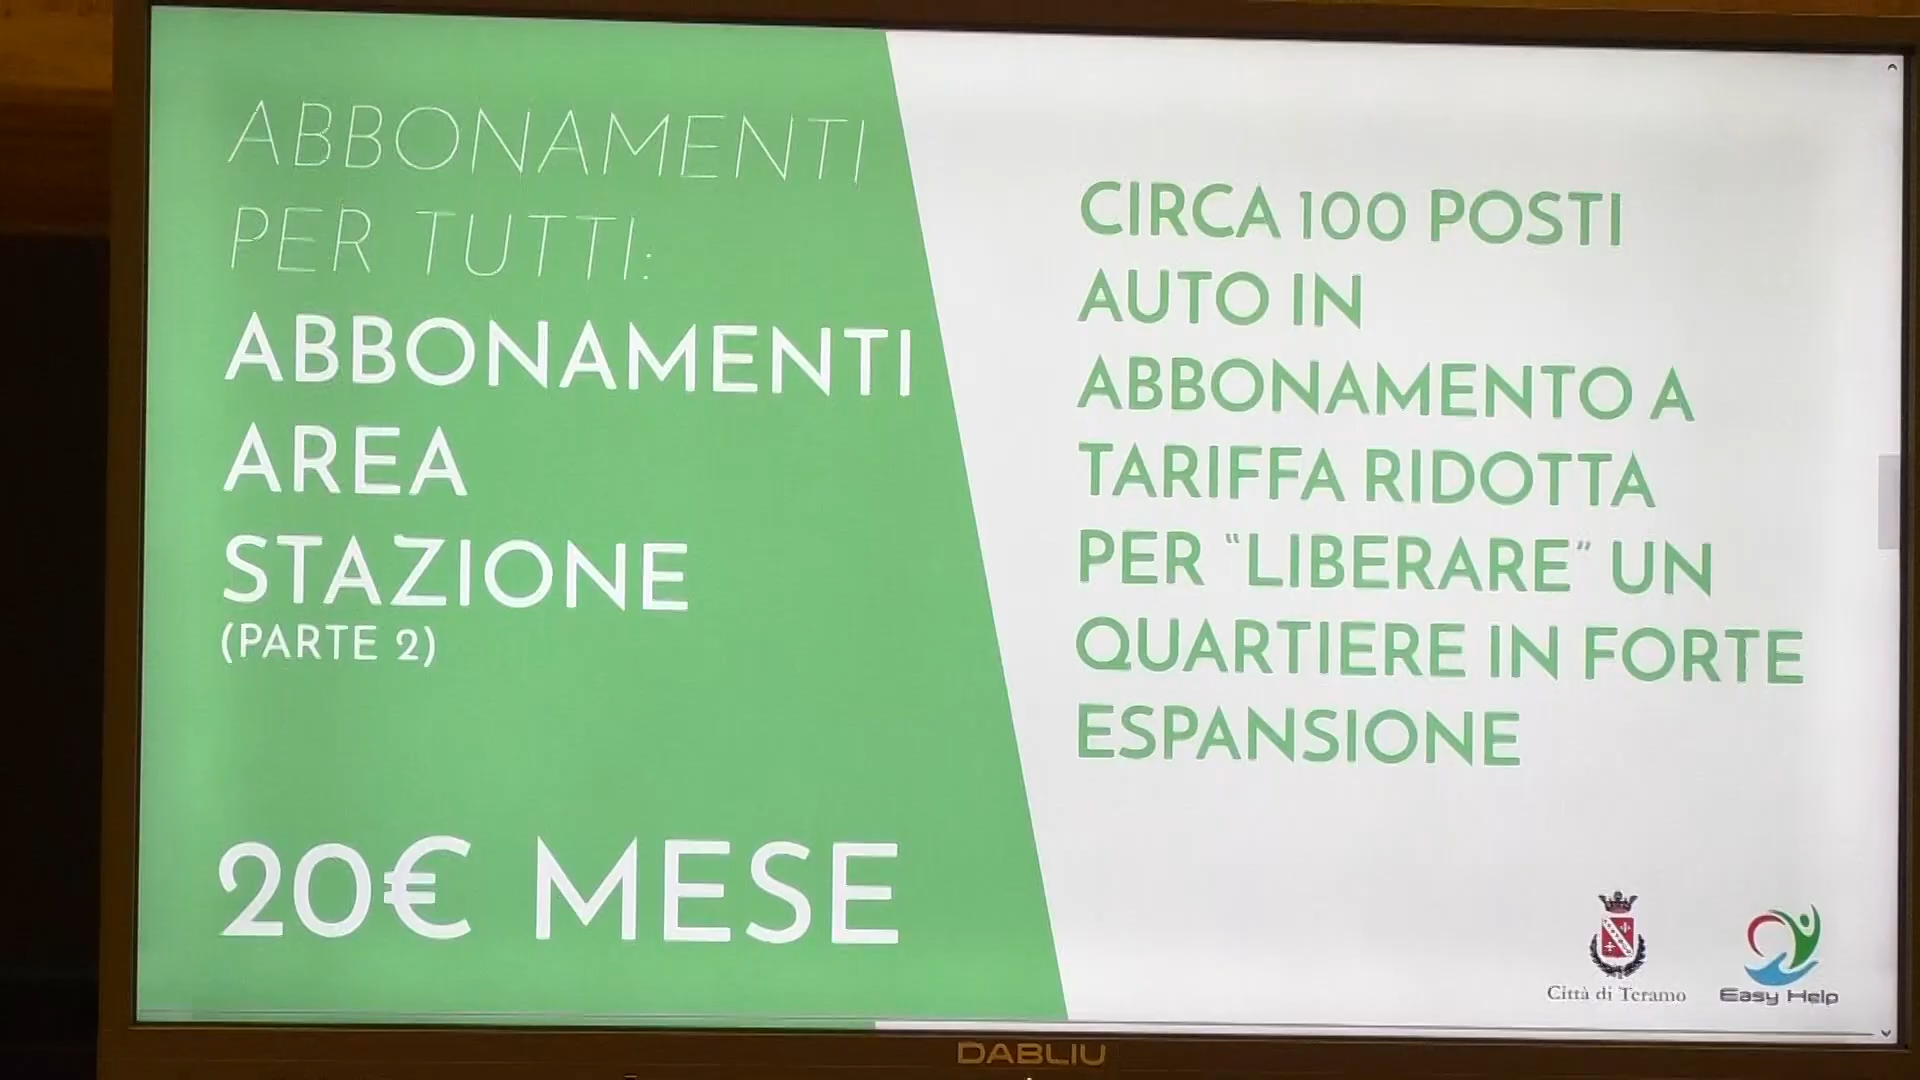 ABBONAMENTI
PER TUTTI:
ABBONAMENTI
AREA
STAZIONE
(PARTE 2)
20€ MESE
CIRCA 100 POSTI
AUTO IN
ABBONAMENTO A
TARIFFA RIDOTTA
PER “LIBERARE” UN
QUARTIERE IN FORTE
ESPANSIONE
Città di Teramo
Easy Help
DABLIU